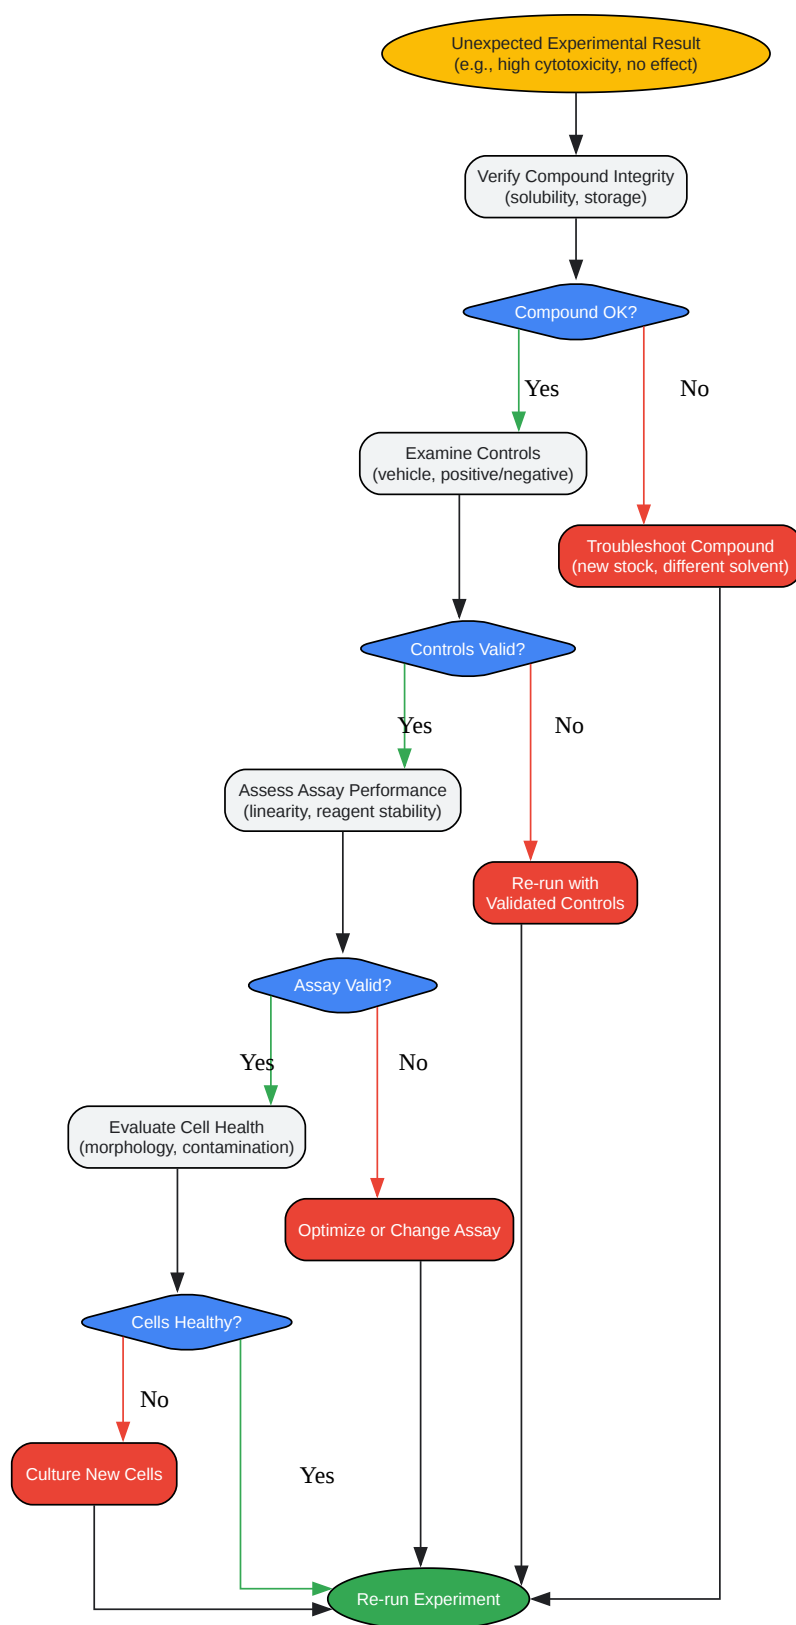 Unexpected Experimental Result
(e.g., high cytotoxicity, no effect)
Verify Compound Integrity
(solubility, storage)
Compound OK?
Yes
No
Examine Controls
(vehicle, positive/negative)
Troubleshoot Compound
(new stock, different solvent)
Controls Valid?
Yes
No
Assess Assay Performance
(linearity, reagent stability)
Re-run with
Validated Controls
Assay Valid?
Yes
No
Evaluate Cell Health
(morphology, contamination)
Optimize or Change Assay
Cells Healthy?
No
Yes
Culture New Cells
Re-run Experiment